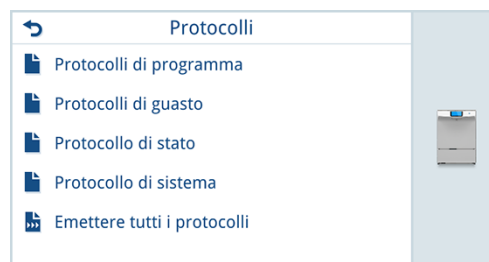 Protocolli
Protocolli di programma
Protocolli di guasto
Protocollo di stato
Protocollo di sistema
Emettere tutti i protocolli